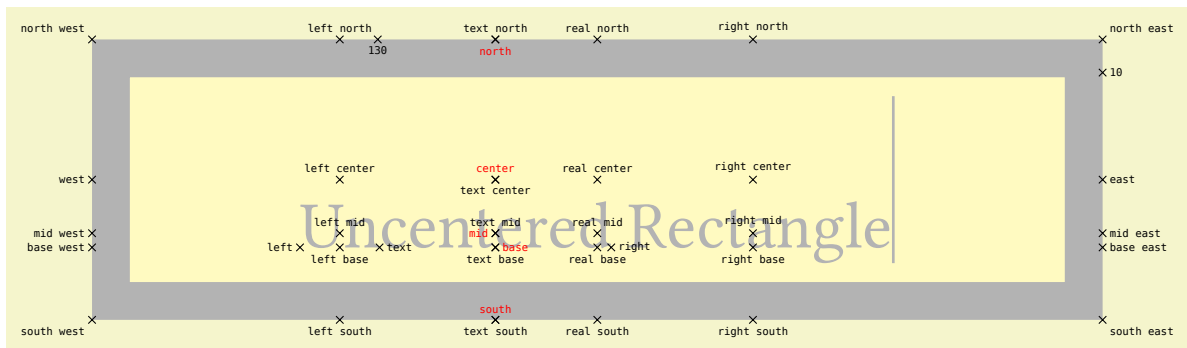 north west left north text north real north right north north east
130 north
10
left center center real center right center
west text center east
Uncentered Rectangle
left mid text mid real mid right mid
mid west mid mid east
base west left text base right base east
left base text base real base right base
south
south west left south text south real south right south south east